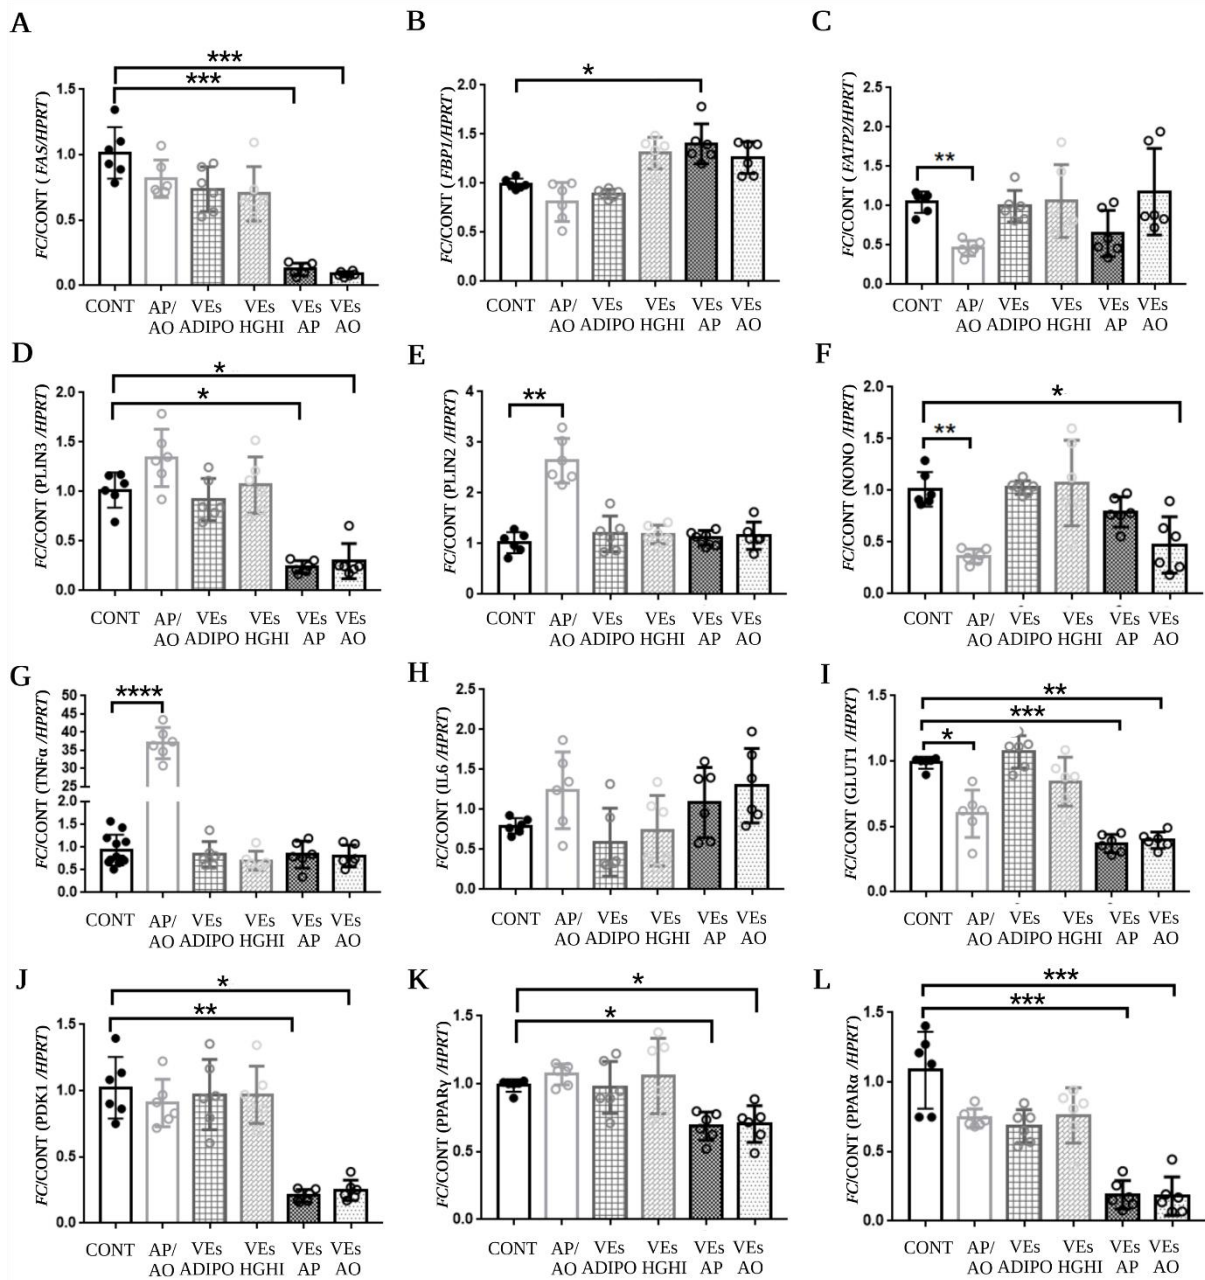 A
***
***
FC/CONT ( FAS/HPRT)
1.5
1.0
0.5
0.0
CONT AP/ VEs VEs VEs VEs
AO ADIPO HGHI AP AO
B
*
FC/CONT ( FBP1/HPRT)
2.0
1.5
1.0
0.5
0.0
CONT AP/ VEs VEs VEs VEs
AO ADIPO HGHI AP AO
C
**
FC/CONT ( FATP2/HPRT)
2.5
2.0
1.5
1.0
0.5
0.0
CONT AP/ VEs VEs VEs VEs
AO ADIPO HGHI AP AO
D
*
*
FC/CONT (PLIN3 /HPRT)
2.0
1.5
1.0
0.5
0.0
CONT AP/ VEs VEs VEs VEs
AO ADIPO HGHI AP AO
E
**
FC/CONT (PLIN2 /HPRT)
4
3
2
1
0
CONT AP/ VEs VEs VEs VEs
AO ADIPO HGHI AP AO
F
*
**
FC/CONT (NONO /HPRT)
2.0
1.5
1.0
0.5
0.0
CONT AP/ VEs VEs VEs VEs
AO ADIPO HGHI AP AO
G
****
FC/CONT (TNFα /HPRT)
50
45
40
35
30
25
2.0
1.5
1.0
0.5
0.0
CONT AP/ VEs VEs VEs VEs
AO ADIPO HGHI AP AO
H
FC/CONT (IL6 /HPRT)
2.5
2.0
1.5
1.0
0.5
0.0
CONT AP/ VEs VEs VEs VEs
AO ADIPO HGHI AP AO
I
**
***
*
FC/CONT (GLUT1 /HPRT)
1.5
1.0
0.5
0.0
CONT AP/ VEs VEs VEs VEs
AO ADIPO HGHI AP AO
J
*
**
FC/CONT (PDK1 /HPRT)
1.5
1.0
0.5
0.0
CONT AP/ VEs VEs VEs VEs
AO ADIPO HGHI AP AO
K
*
*
FC/CONT (PPARγ /HPRT)
1.5
1.0
0.5
0.0
CONT AP/ VEs VEs VEs VEs
AO ADIPO HGHI AP AO
L
***
***
FC/CONT (PPARα /HPRT)
1.5
1.0
0.5
0.0
CONT AP/ VEs VEs VEs VEs
AO ADIPO HGHI AP AO